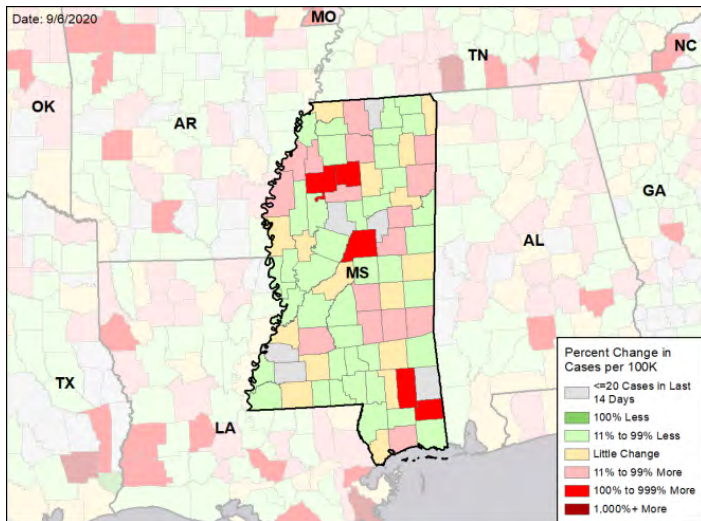 Date: 9/6/2020
MO
NC
TN
OK
AR
GA
AL
MS
TX
LA
Percent Change in
Cases per 100K
<=20 Cases in Last
14 Days
100% Less
11% to 99% Less
Little Change
11% to 99% More
100% to 999% More
1,000%+ More